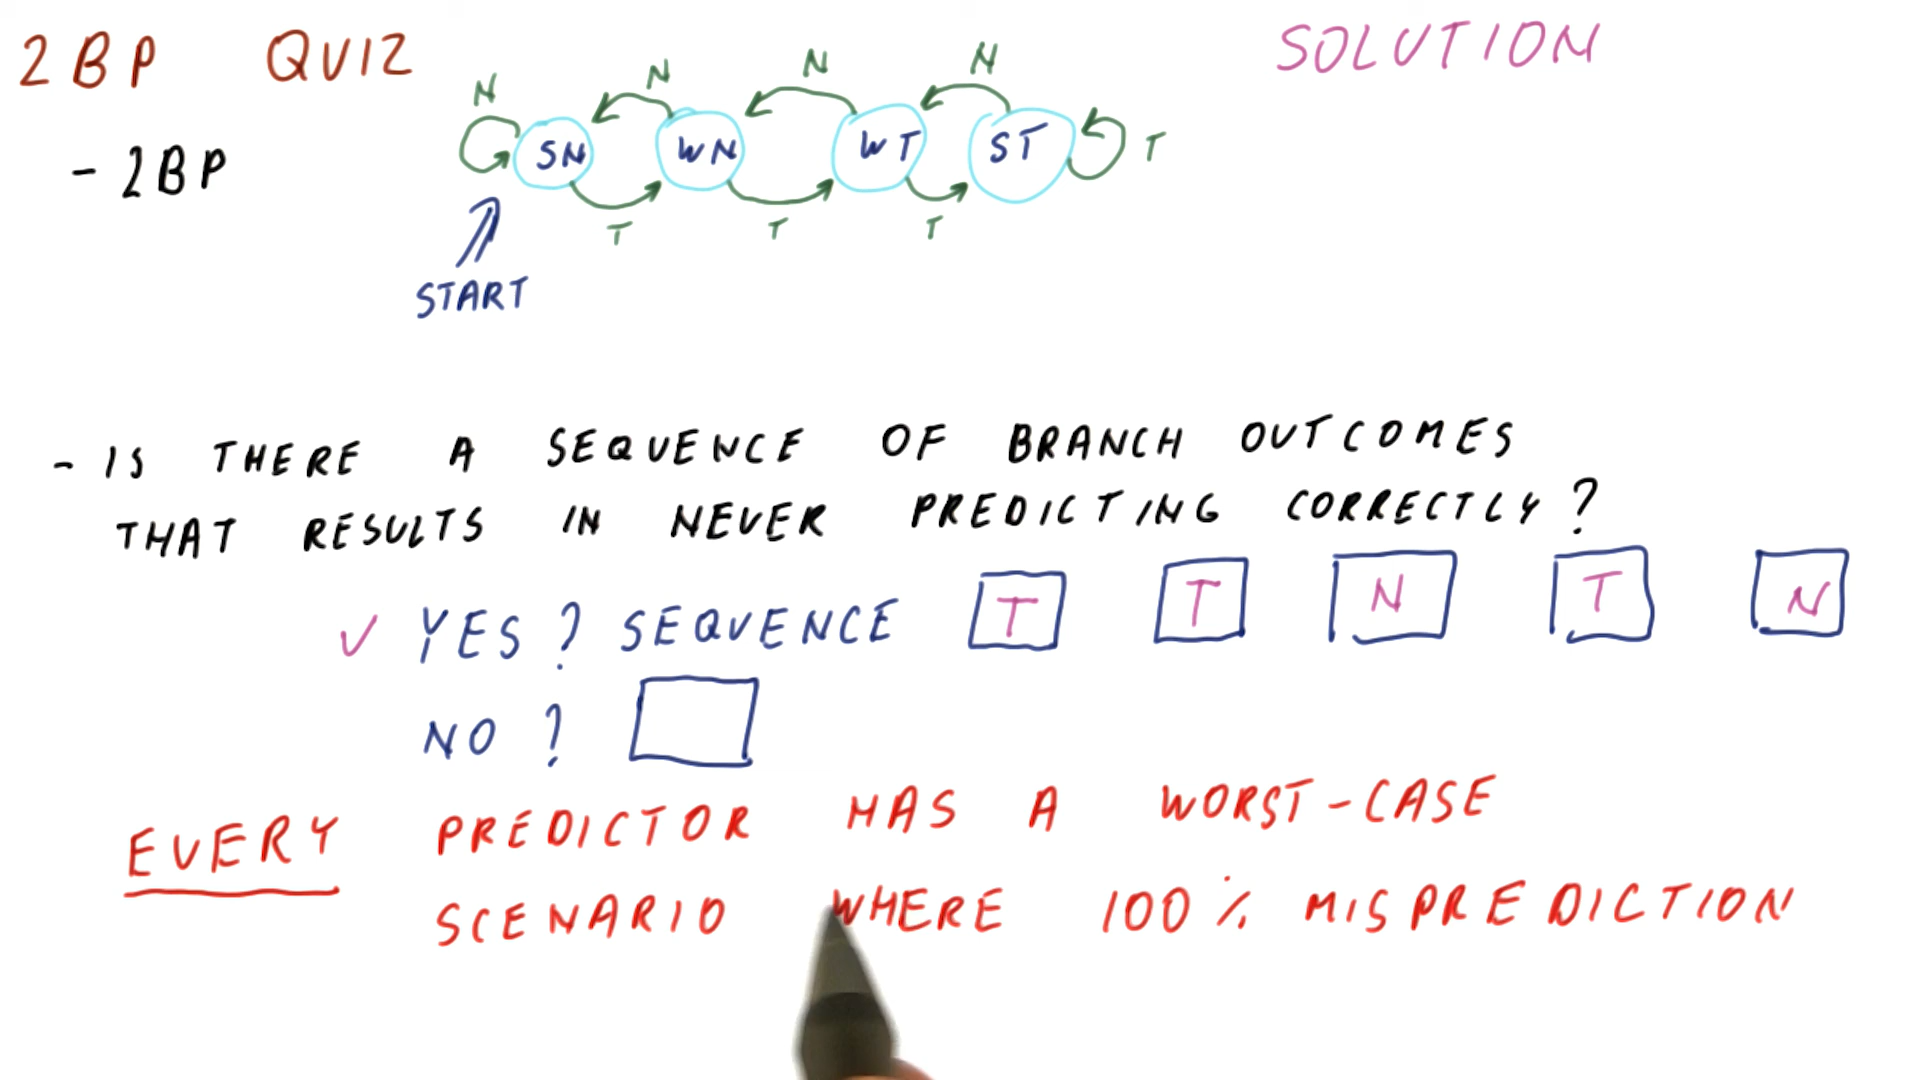 2BP QUIZ SOLUTION
N N N N
- 2BP SN WN WT ST T
T T T
START
- IS THERE A SEQUENCE OF BRANCH OUTCOMES
THAT RESULTS IN NEVER PREDICTING CORRECTLY?
✓ YES? SEQUENCE T T N T N
NO?
EVERY PREDICTOR HAS A WORST-CASE
SCENARIO WHERE 100% MISPREDICTION